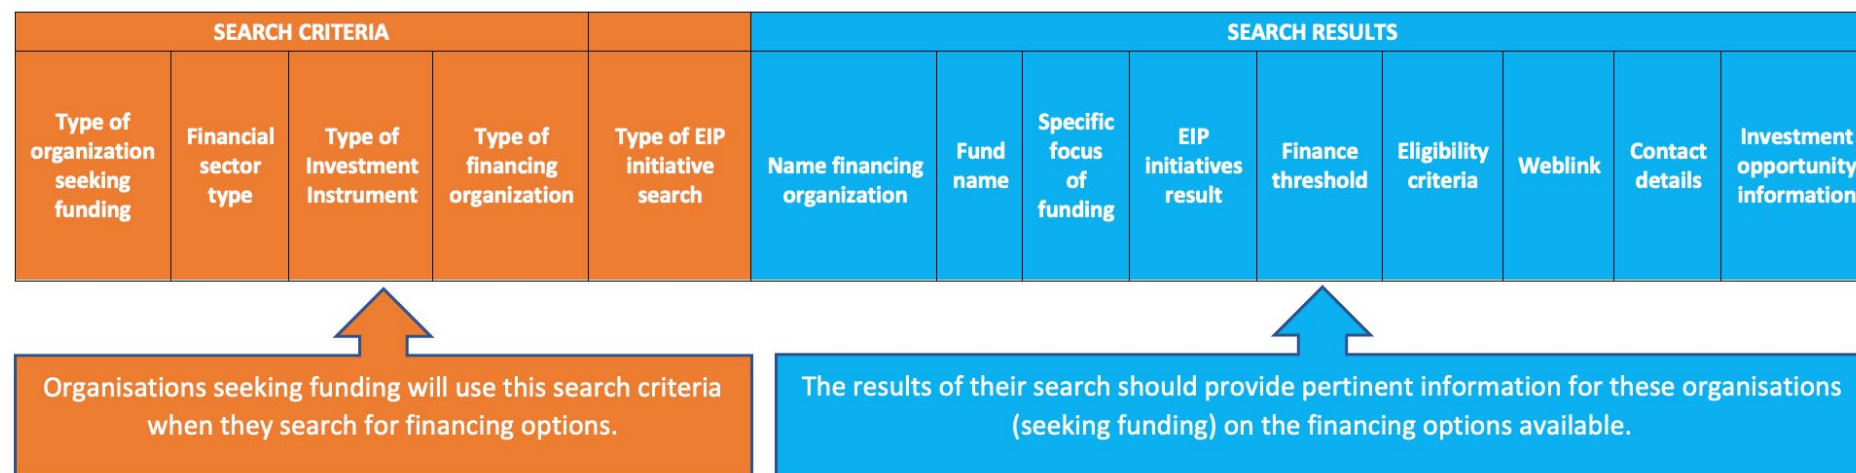 SEARCH CRITERIA
SEARCH RESULTS
Type of
organization
seeking
funding
Financial
sector
type
Type of
Investment
Instrument
Type of
financing
organization
Type of EIP
initiative
search
Name financing
organization
Fund
name
Specific
focus
of
funding
EIP
initiatives
result
Finance
threshold
Eligibility
criteria
Weblink
Contact
details
Investment
opportunity
information
Organisations seeking funding will use this search criteria
when they search for financing options.
The results of their search should provide pertinent information for these organisations
(seeking funding) on the financing options available.